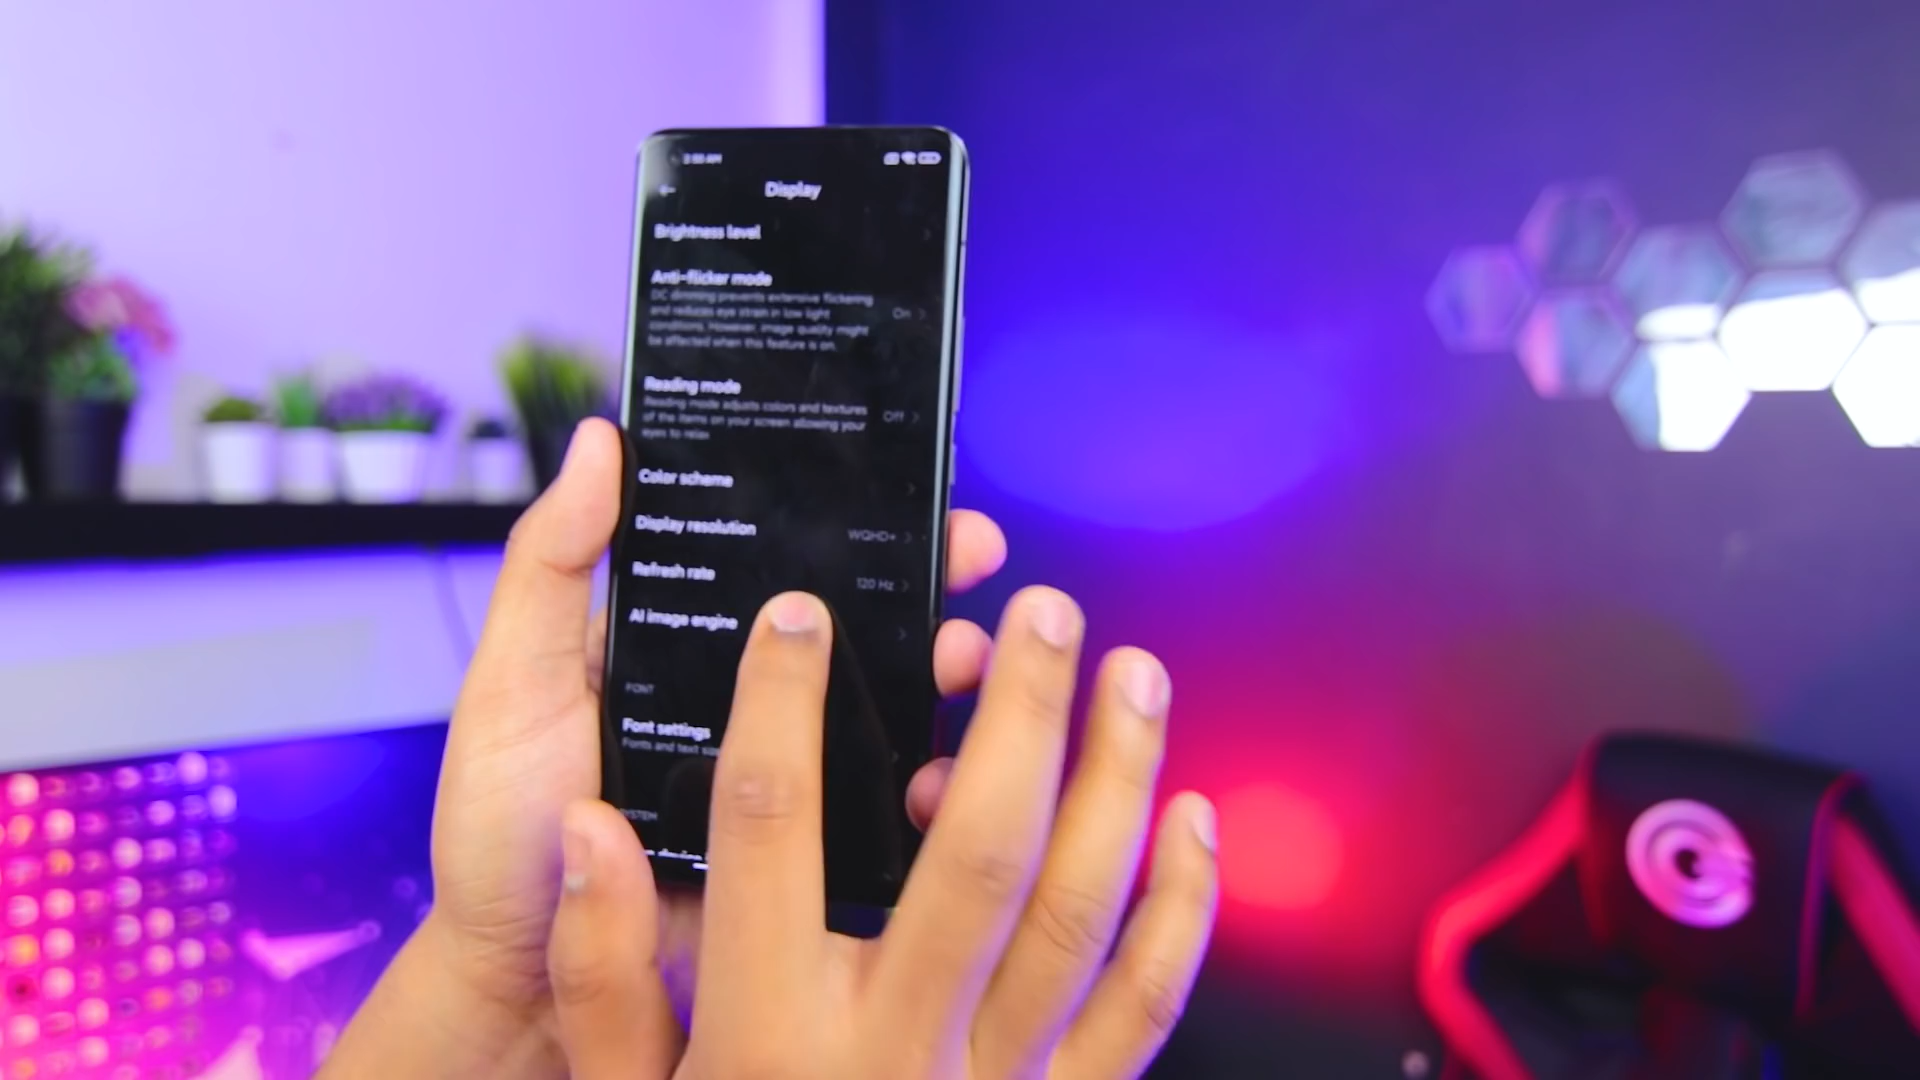 Display
Brightness level
Anti-flicker mode
DC dimming prevents extensive flickering
and reduces eye strain in low light
conditions. However, image quality might
be affected when this feature is on.
On
Reading mode
Reading mode adjusts colors and textures
of the items on your screen allowing your
eyes to relax
Off
Color scheme
Display resolution
WQHD+
Refresh rate
120 Hz
AI image engine
FONT
Font settings
Fonts and text